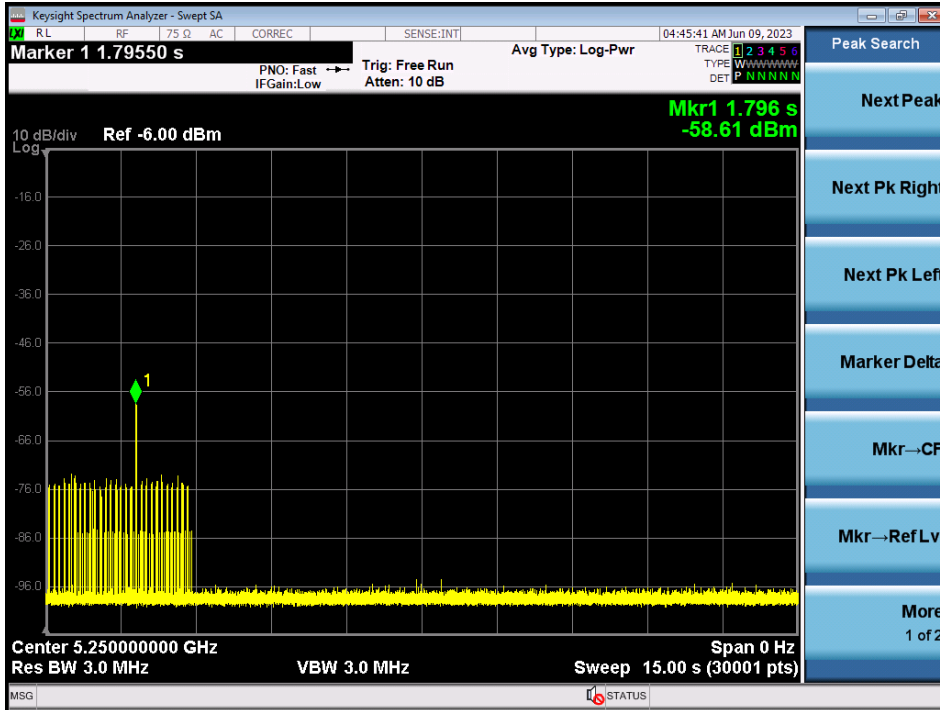 Keysight Spectrum Analyzer - Swept SA
LXI RL RF 75 Ω AC CORREC SENSE:INT 04:45:41 AM Jun 09, 2023
Marker 1 1.79550 s
PNO: Fast
IFGain:Low
Trig: Free Run
Atten: 10 dB
Avg Type: Log-Pwr
TRACE 1 2 3 4 5 6
TYPE WWWWWW
DET P N N N N N
Mkr1 1.796 s
-58.61 dBm
10 dB/div Ref -6.00 dBm
Log
-16.0
-26.0
-36.0
-46.0
1
-56.0
-66.0
-76.0
-86.0
-96.0
Center 5.250000000 GHz
Span 0 Hz
Res BW 3.0 MHz
VBW 3.0 MHz
Sweep 15.00 s (30001 pts)
MSG
STATUS
Peak Search
Next Peak
Next Pk Right
Next Pk Left
Marker Delta
Mkr→CF
Mkr→Ref Lv
More
1 of 2